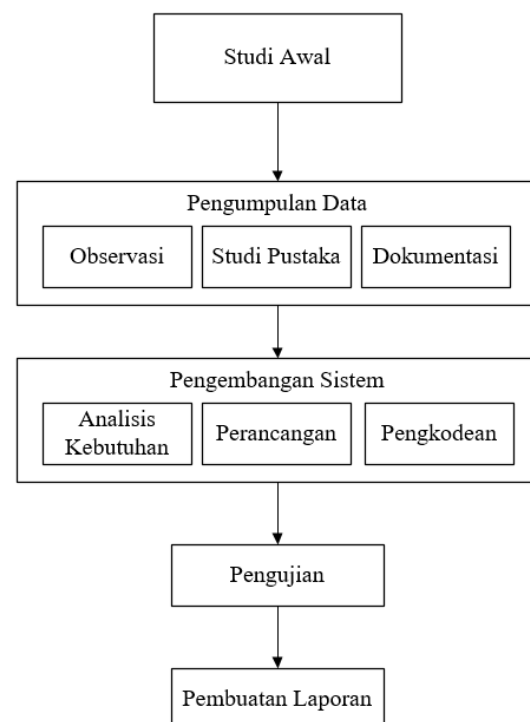 Studi Awal
Pengumpulan Data
Observasi
Studi Pustaka
Dokumentasi
Pengembangan Sistem
Analisis
Kebutuhan
Perancangan
Pengkodean
Pengujian
Pembuatan Laporan